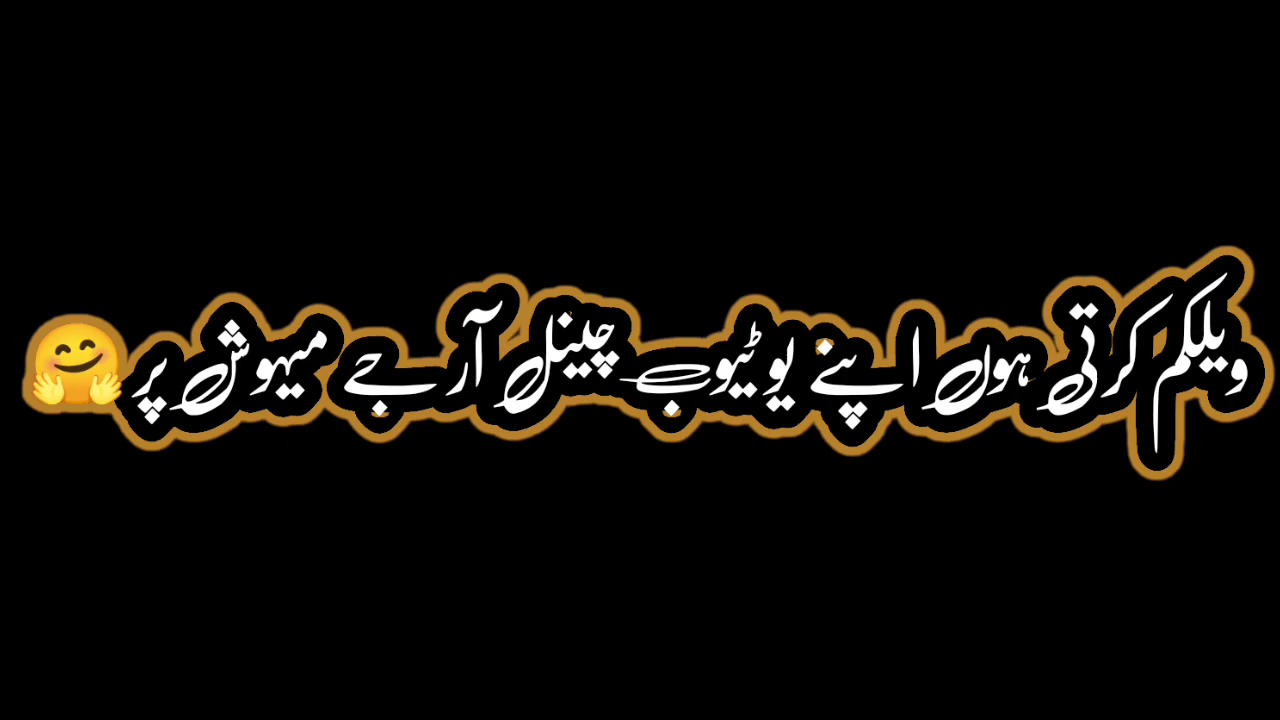 ویلکم کرتی ہوں اپنے یوٹیوب چینل آر جے میہوش پر 🤗